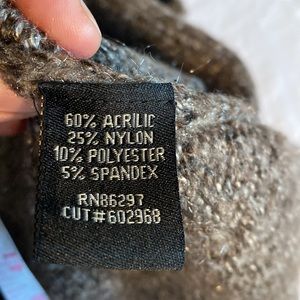 60% ACRILIC
25% NYLON
10% POLYESTER
5% SPANDEX
RN86297
CUT#602968